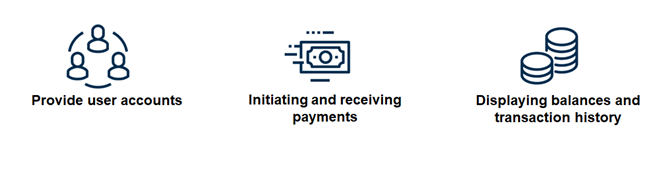 Provide user accounts
Initiating and receiving
payments
Displaying balances and
transaction history